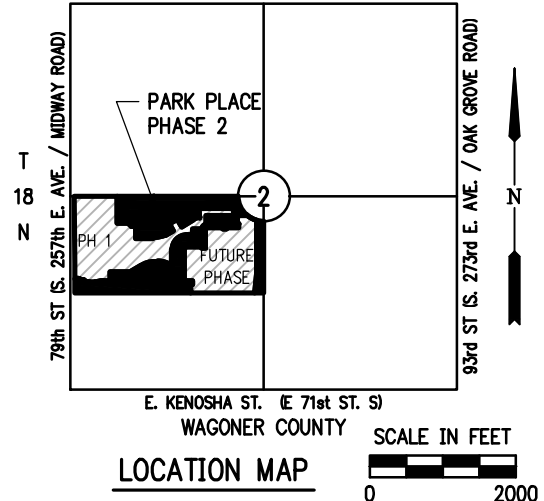 79th ST (S. 257th E. AVE. / MIDWAY ROAD)
93rd ST (S. 273rd E. AVE. / OAK GROVE ROAD)
PARK PLACE
PHASE 2
T
18
N
2
N
PH 1
FUTURE
PHASE
E. KENOSHA ST. (E 71st ST. S)
WAGONER COUNTY
LOCATION MAP
SCALE IN FEET
0 2000